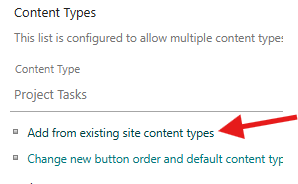 Content Types
This list is configured to allow multiple content types
Content Type
Project Tasks
Add from existing site content types
Change new button order and default content typ